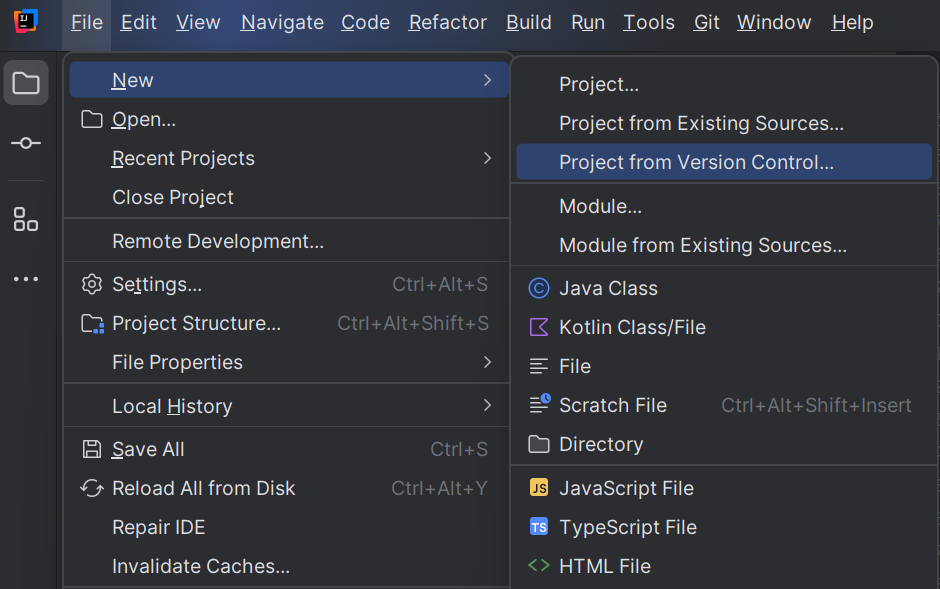 File Edit View Navigate Code Refactor Build Run Tools Git Window Help
New
Open...
Recent Projects
Close Project
Remote Development...
Settings... Ctrl+Alt+S
Project Structure... Ctrl+Alt+Shift+S
File Properties
Local History
Save All Ctrl+S
Reload All from Disk Ctrl+Alt+Y
Repair IDE
Invalidate Caches...
Project...
Project from Existing Sources...
Project from Version Control...
Module...
Module from Existing Sources...
C Java Class
Kotlin Class/File
File
Scratch File Ctrl+Alt+Shift+Insert
Directory
JS JavaScript File
TS TypeScript File
<> HTML File